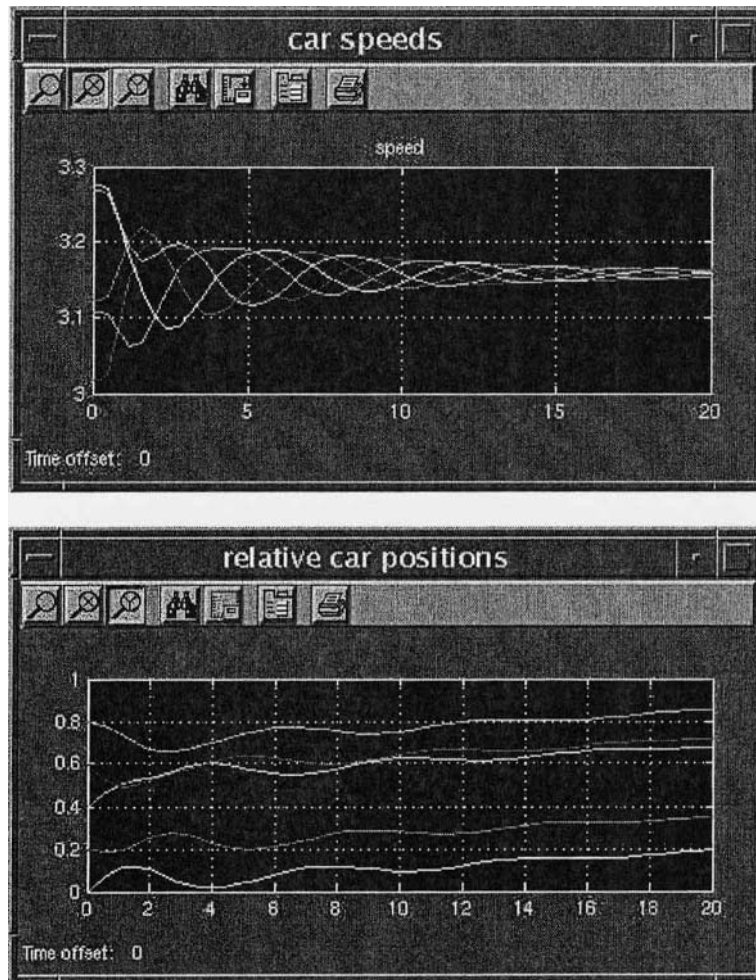 car speeds
speed
3.3
3.2
3.1
3
0 5 10 15 20
Time offset: 0
relative car positions
1
0.8
0.6
0.4
0.2
0
0 2 4 6 8 10 12 14 16 18 20
Time offset: 0